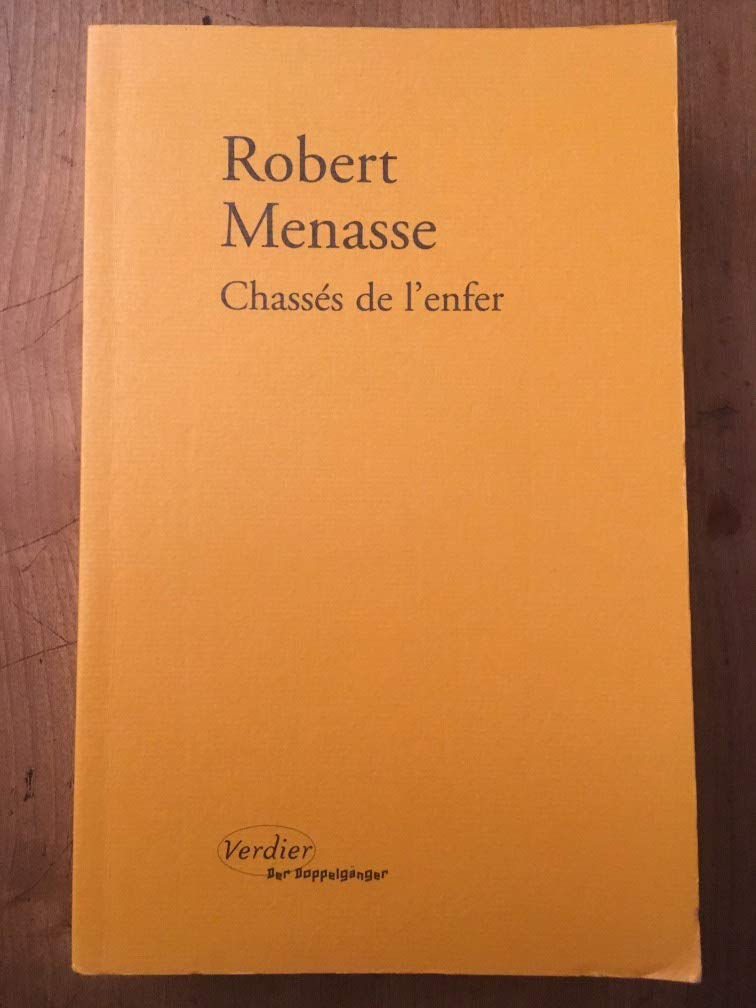 Robert
Menasse
Chassés de l'enfer
Verdier
Der Doppelgänger